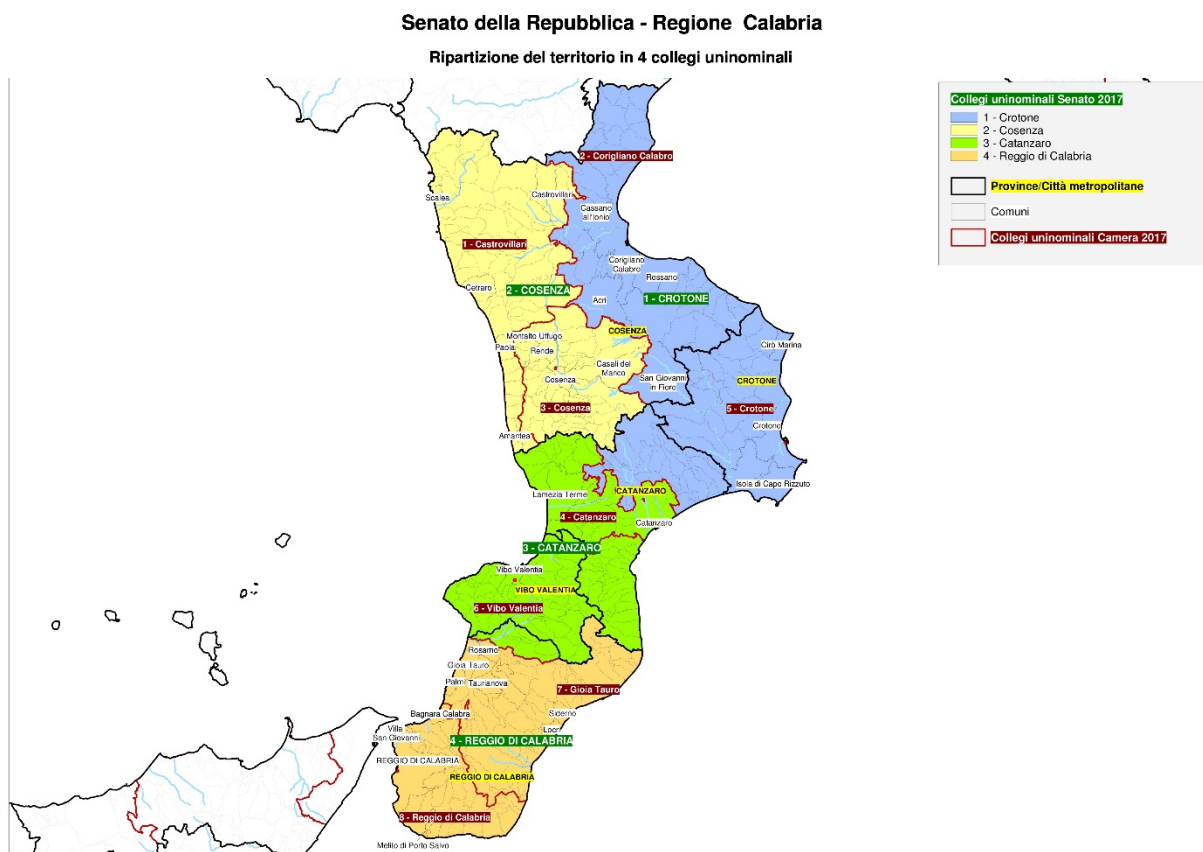 Senato della Repubblica - Regione Calabria
Ripartizione del territorio in 4 collegi uninominali
Collegi uninominali Senato 2017
1 - Crotone
2 - Cosenza
3 - Catanzaro
4 - Reggio di Calabria
Province/Città metropolitane
Comuni
Collegi uninominali Camera 2017
2 - Corigliano Calabro
Castrovillari
Scalea
Cassano
all'Ionio
1 - Castrovillari
Corigliano
Calabro
Rossano
Cetraro
2 - COSENZA
1 - CROTONE
Acri
COSENZA
Montalto Uffugo
Paola
Rende
Cirò Marina
Casali del
Manco
Cosenza
San Giovanni
in Fiore
CROTONE
3 - Cosenza
5 - Crotone
Crotone
Amantea
Isola di Capo Rizzuto
Lamezia Terme
CATANZARO
4 - Catanzaro
Catanzaro
3 - CATANZARO
Vibo Valentia
VIBO VALENTIA
6 - Vibo Valentia
Rosarno
Gioia Tauro
Palmi
Taurianova
7 - Gioia Tauro
Bagnara Calabra
Siderno
Villa
San Giovanni
Locri
4 - REGGIO DI CALABRIA
REGGIO DI CALABRIA
REGGIO DI CALABRIA
8 - Reggio di Calabria
Melito di Porto Salvo